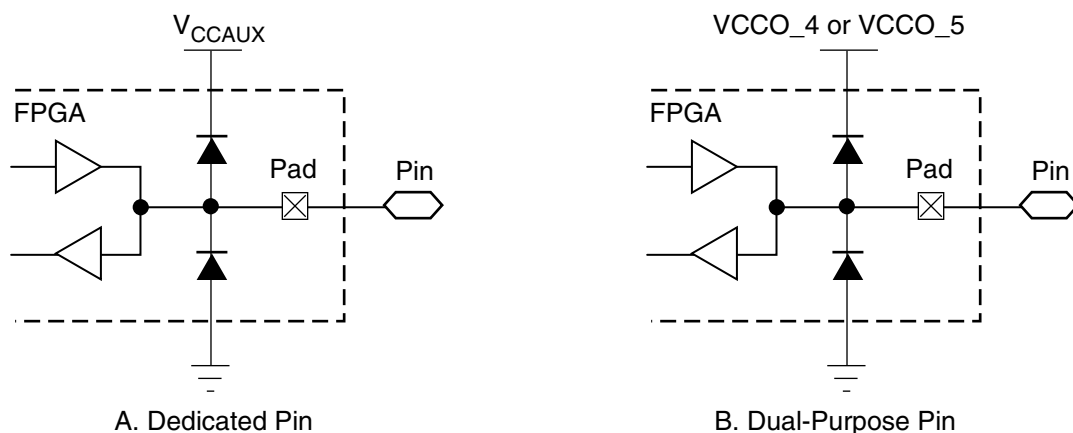 VCCAUX
FPGA
Pad
Pin
A. Dedicated Pin
VCCO_4 or VCCO_5
FPGA
Pad
Pin
B. Dual-Purpose Pin